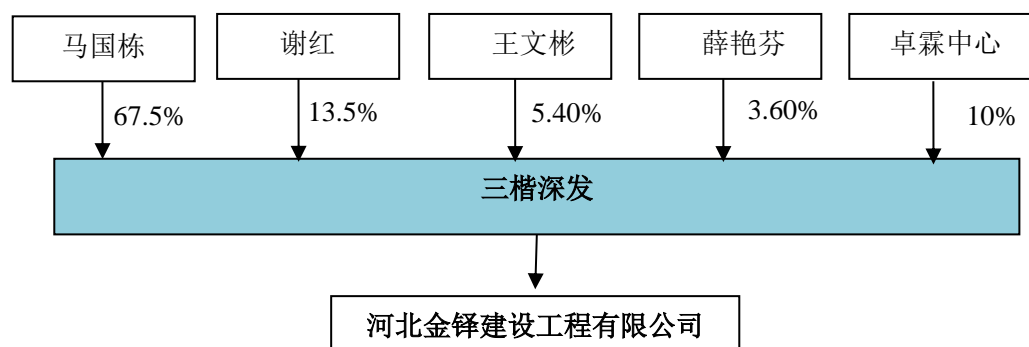 马国栋 谢红 王文彬 薛艳芬 卓霖中心
67.5% 13.5% 5.40% 3.60% 10%
三楷深发
河北金铎建设工程有限公司